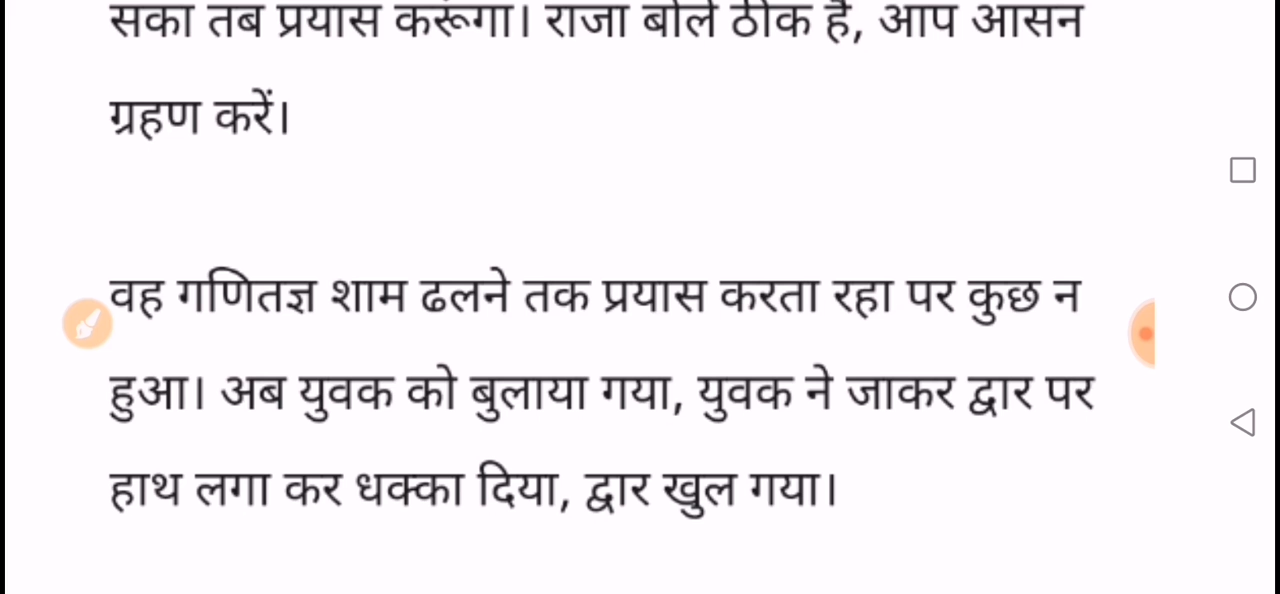 सका तब प्रयास करूंगा। राजा बोले ठीक है, आप आसन
ग्रहण करें।
वह गणितज्ञ शाम ढलने तक प्रयास करता रहा पर कुछ न
हुआ। अब युवक को बुलाया गया, युवक ने जाकर द्वार पर
हाथ लगा कर धक्का दिया, द्वार खुल गया।